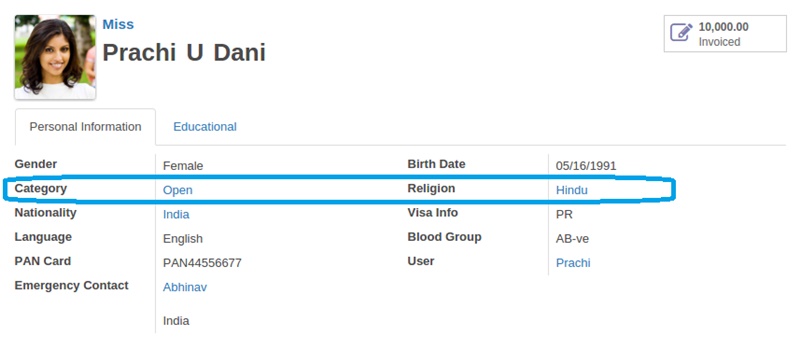 Miss
Prachi U Dani
10,000.00
Invoiced
Personal Information Educational
Gender Female Birth Date 05/16/1991
Category Open Religion Hindu
Nationality India Visa Info PR
Language English Blood Group AB-ve
PAN Card PAN44556677 User Prachi
Emergency Contact Abhinav
India